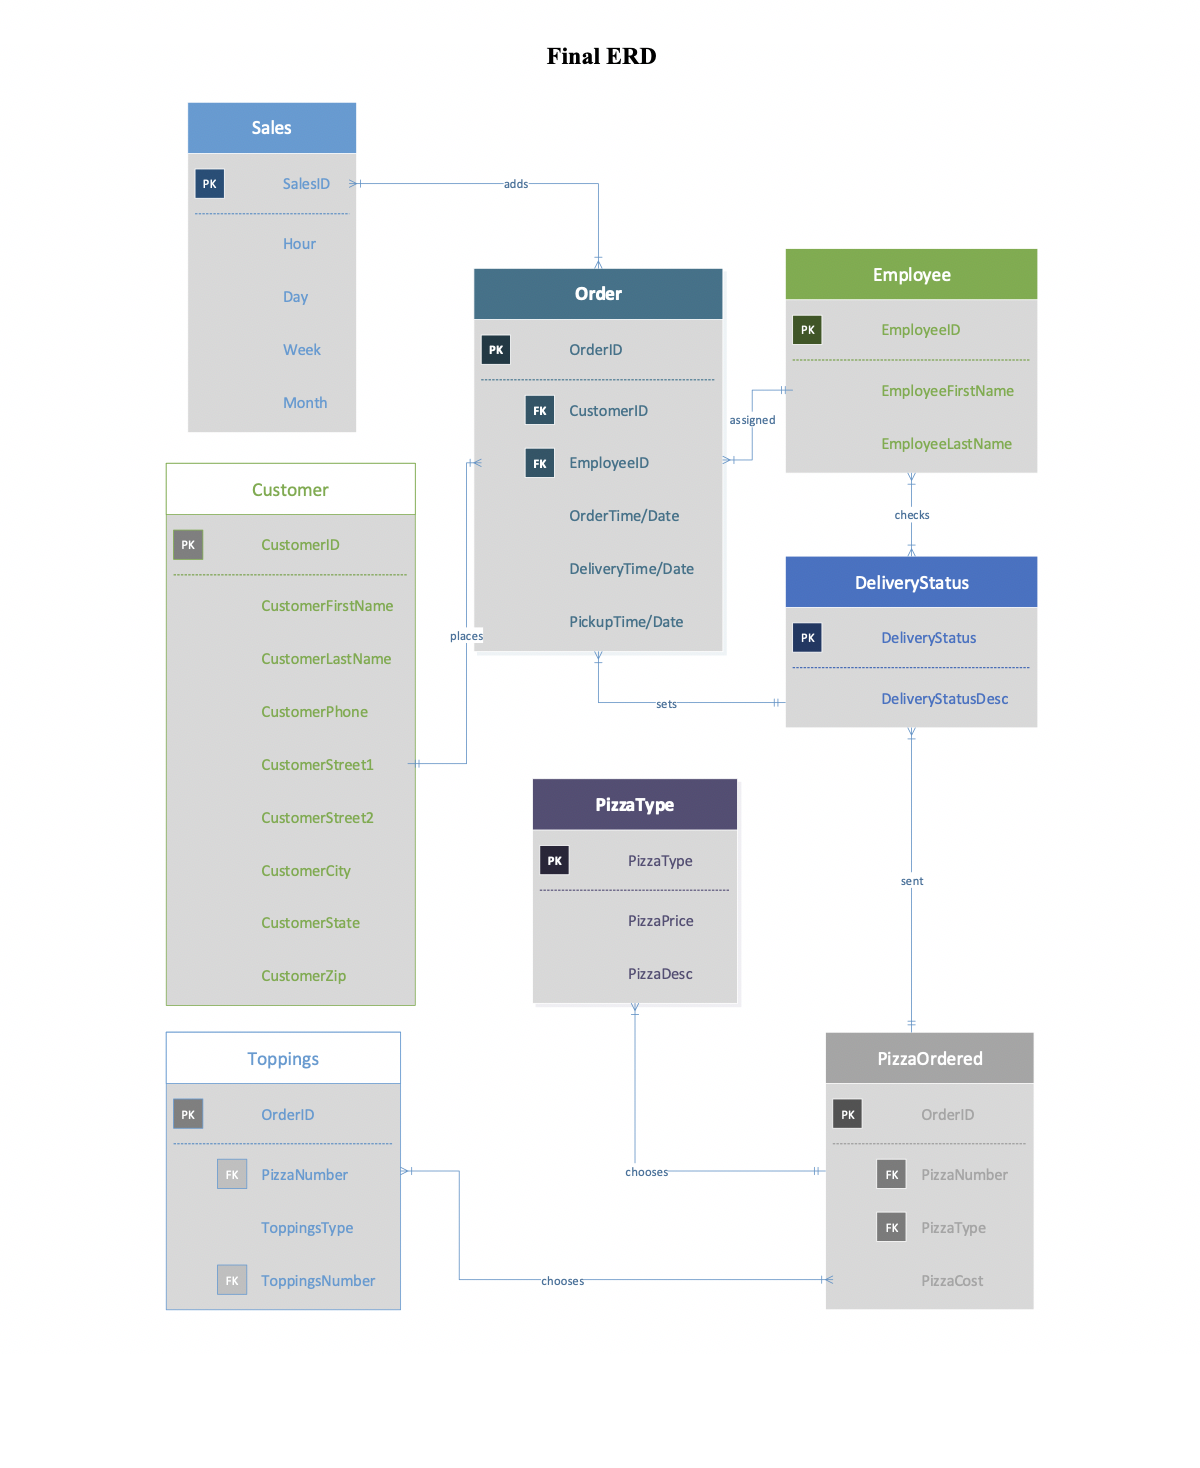 Final ERD
Sales
PK SalesID
Hour
Day
Week
Month
adds
Order
PK OrderID
FK CustomerID
FK EmployeeID
OrderTime/Date
DeliveryTime/Date
PickupTime/Date
Employee
PK EmployeeID
EmployeeFirstName
EmployeeLastName
assigned
checks
Customer
PK CustomerID
CustomerFirstName
CustomerLastName
CustomerPhone
CustomerStreet1
CustomerStreet2
CustomerCity
CustomerState
CustomerZip
places
DeliveryStatus
PK DeliveryStatus
DeliveryStatusDesc
sets
PizzaType
PK PizzaType
PizzaPrice
PizzaDesc
sent
Toppings
PK OrderID
FK PizzaNumber
ToppingsType
FK ToppingsNumber
chooses
chooses
PizzaOrdered
PK OrderID
FK PizzaNumber
FK PizzaType
PizzaCost